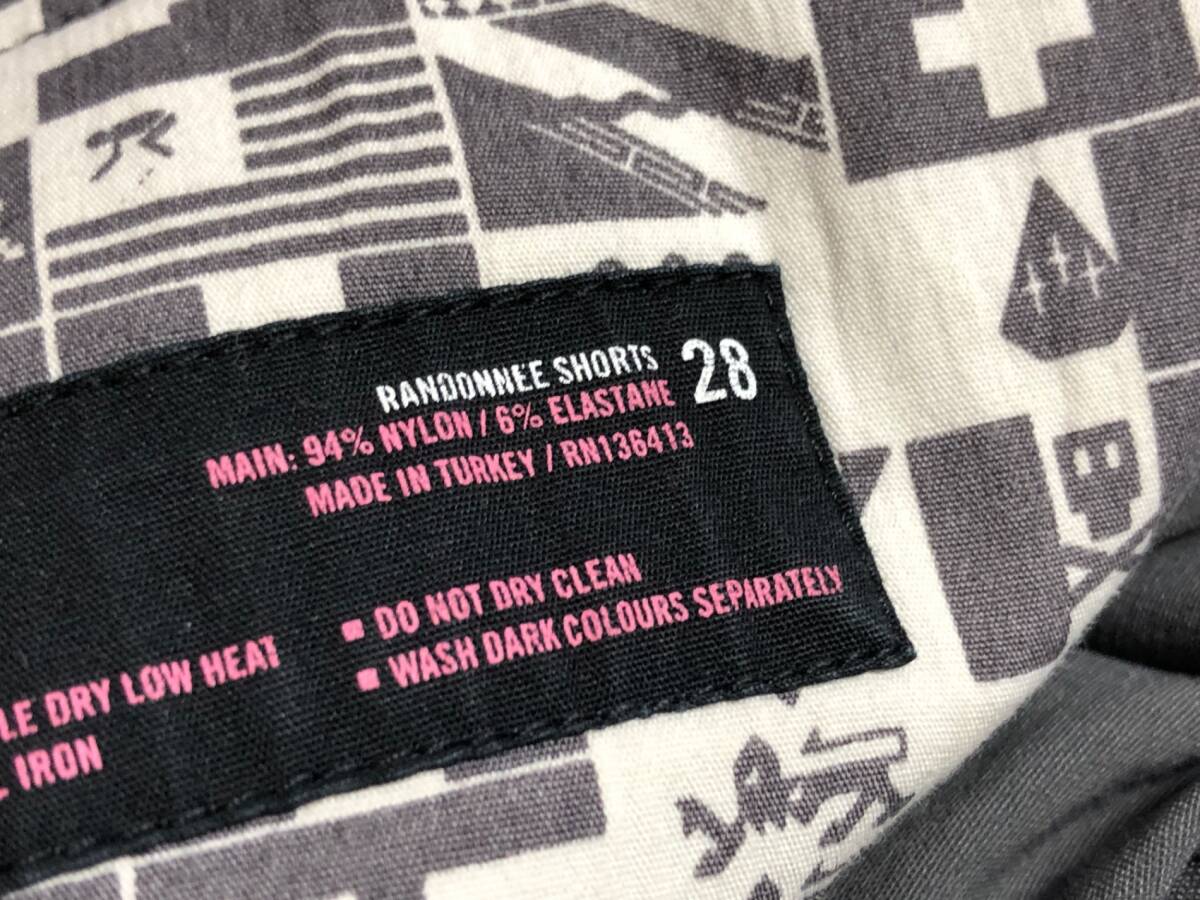 RANDONNEE SHORTS 28
MAIN: 94% NYLON / 6% ELASTANE
MADE IN TURKEY / RN136413
■ DO NOT DRY CLEAN
■ WASH DARK COLOURS SEPARATELY
LE DRY LOW HEAT
IRON